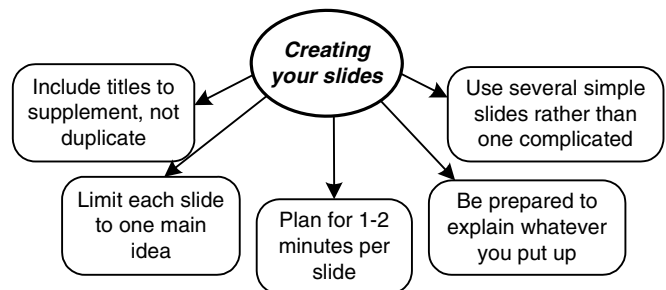 Creating
your slides
Include titles to
supplement, not
duplicate
Use several simple
slides rather than
one complicated
Limit each slide
to one main
idea
Plan for 1-2
minutes per
slide
Be prepared to
explain whatever
you put up